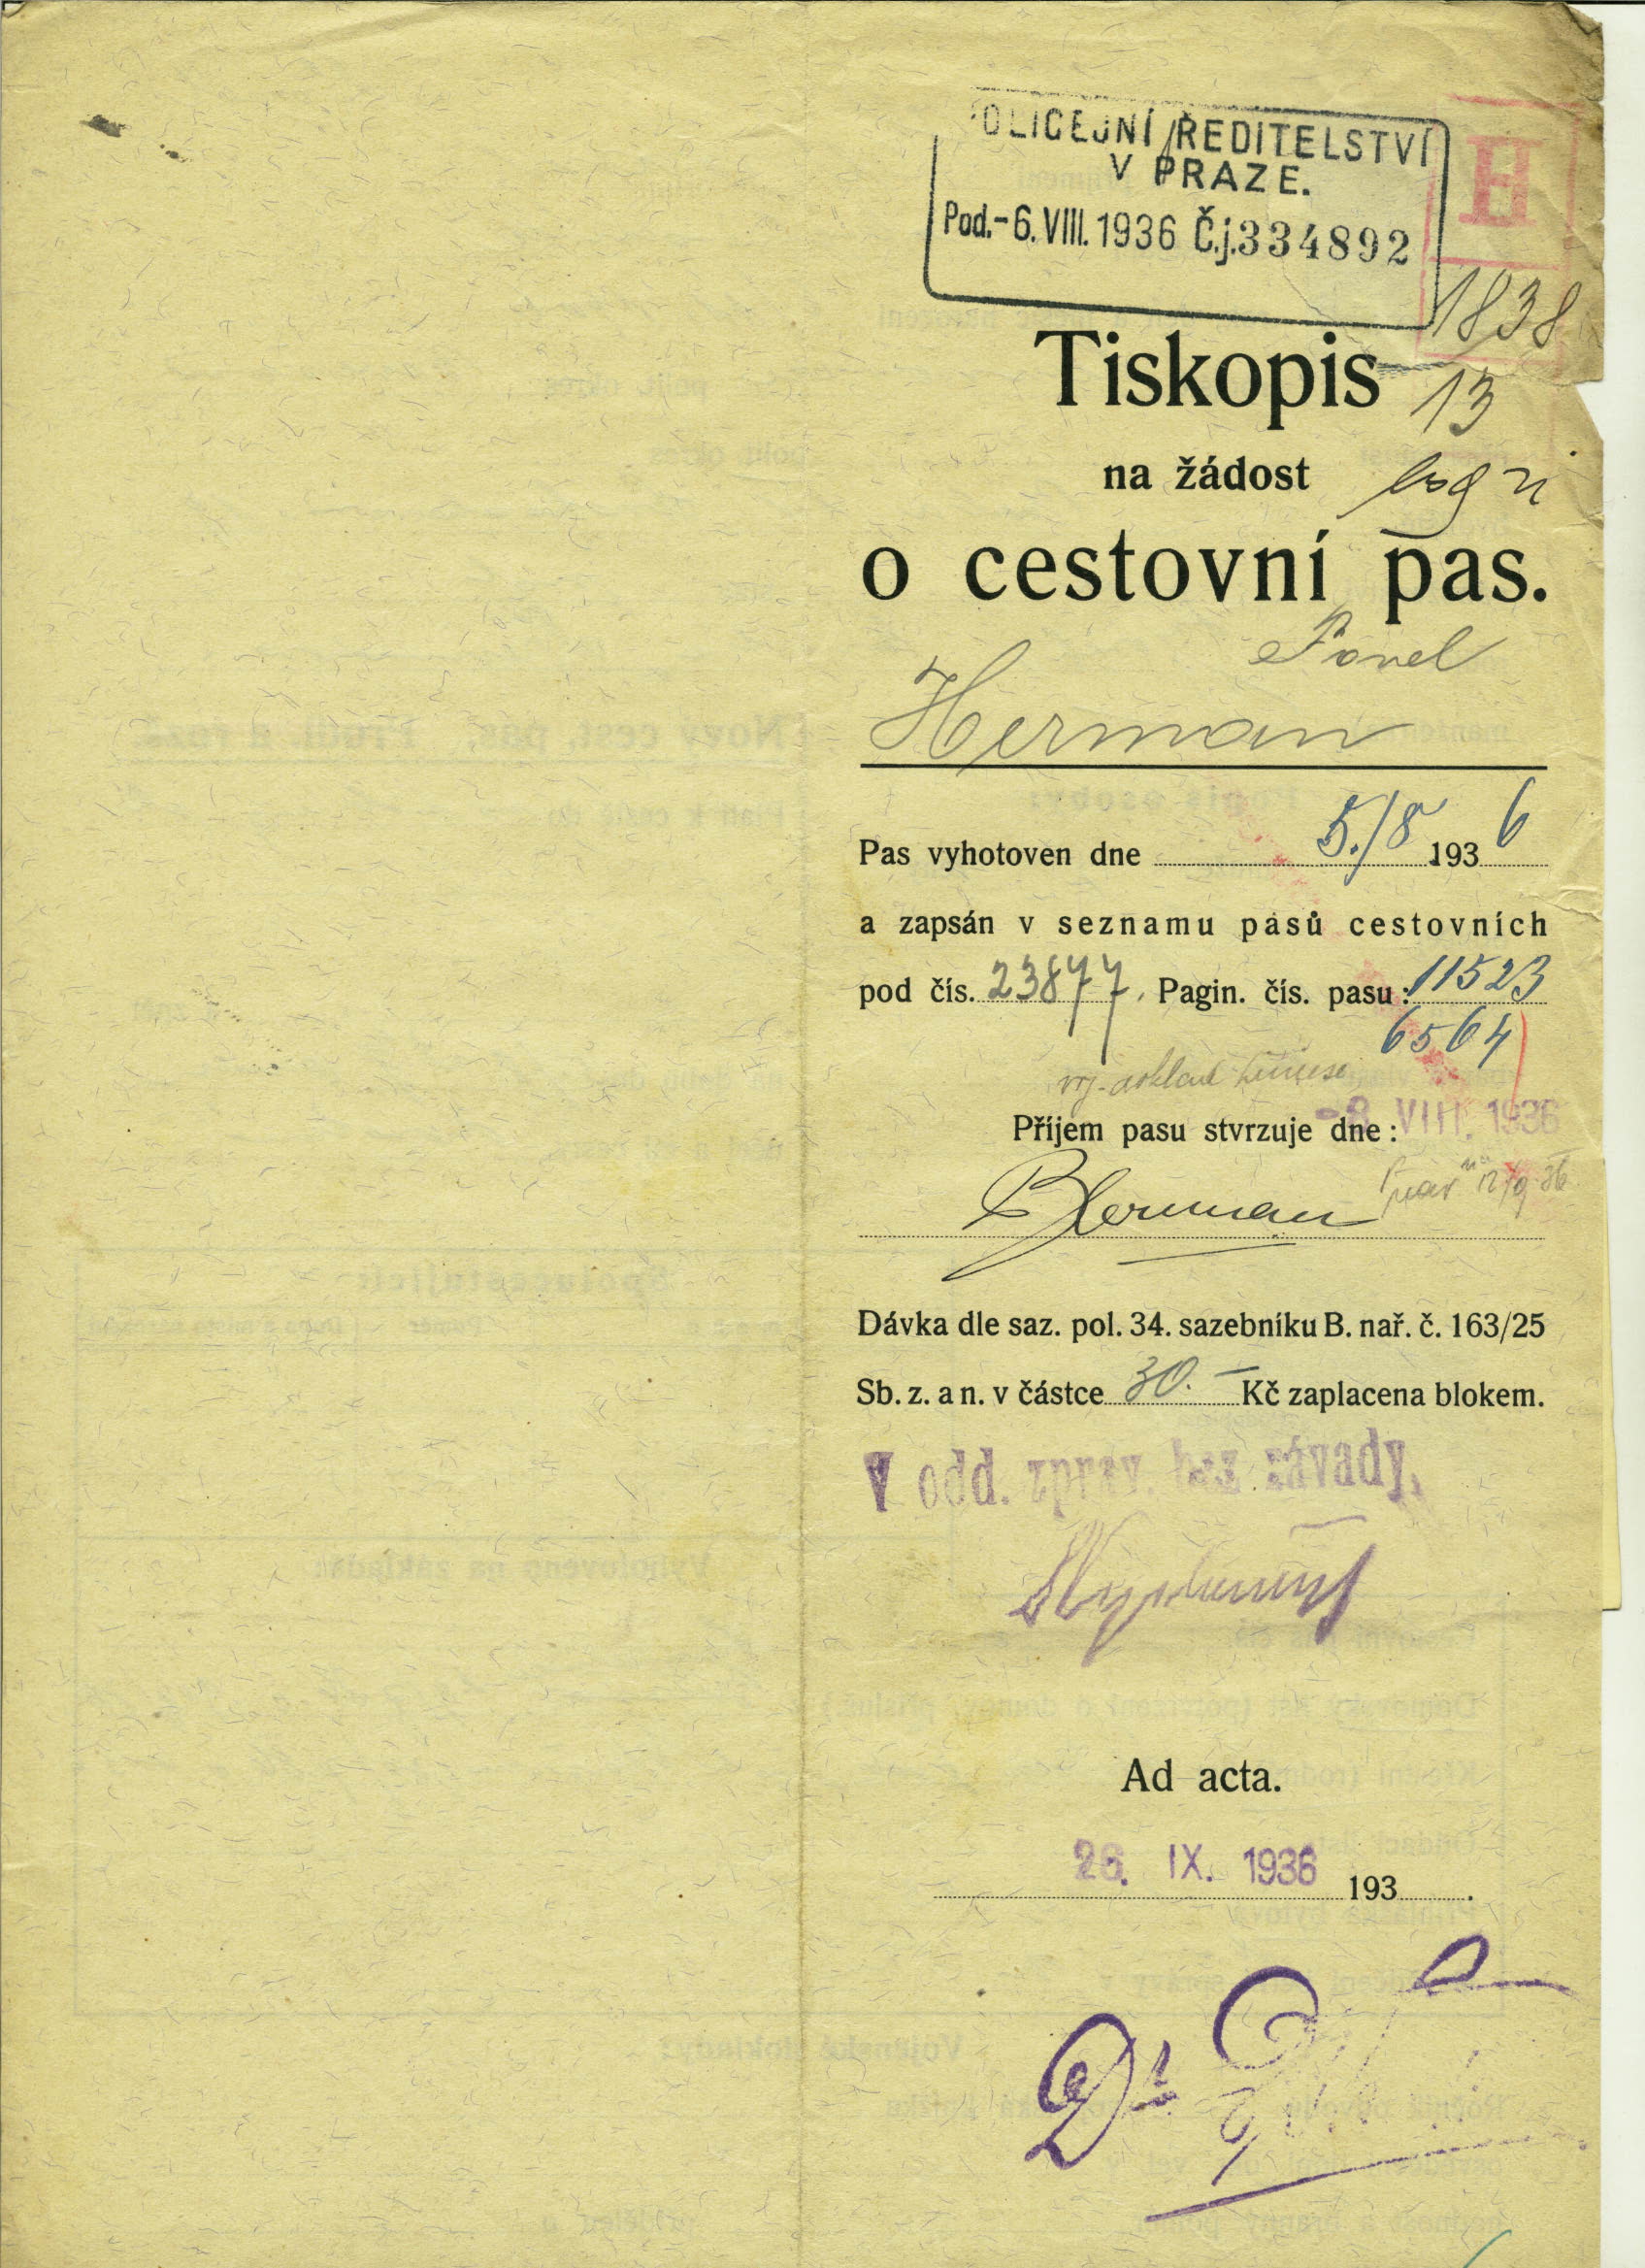 POLICEJNÍ ŘEDITELSTVÍ
V PRAZE.
Pod. - 6. VIII. 1936 Č.j. 334892
H
1838
13
Tiskopis
na žádost
o cestovní pas.
Pavel
Herman
Pas vyhotoven dne 5./8 1936
a zapsán v seznamu pasů cestovních
pod čís. 23877. Pagin. čís. pasu: 11523
6564
Příjem pasu stvrzuje dne: -8. VIII. 1936
PHerman
Dávka dle saz. pol. 34. sazebníku B. nař. č. 163/25
Sb. z. a n. v částce 30.— Kč zaplacena blokem.
V odd. zprav. bez závady.
Ad acta.
26. IX. 1936 193 .
Dr